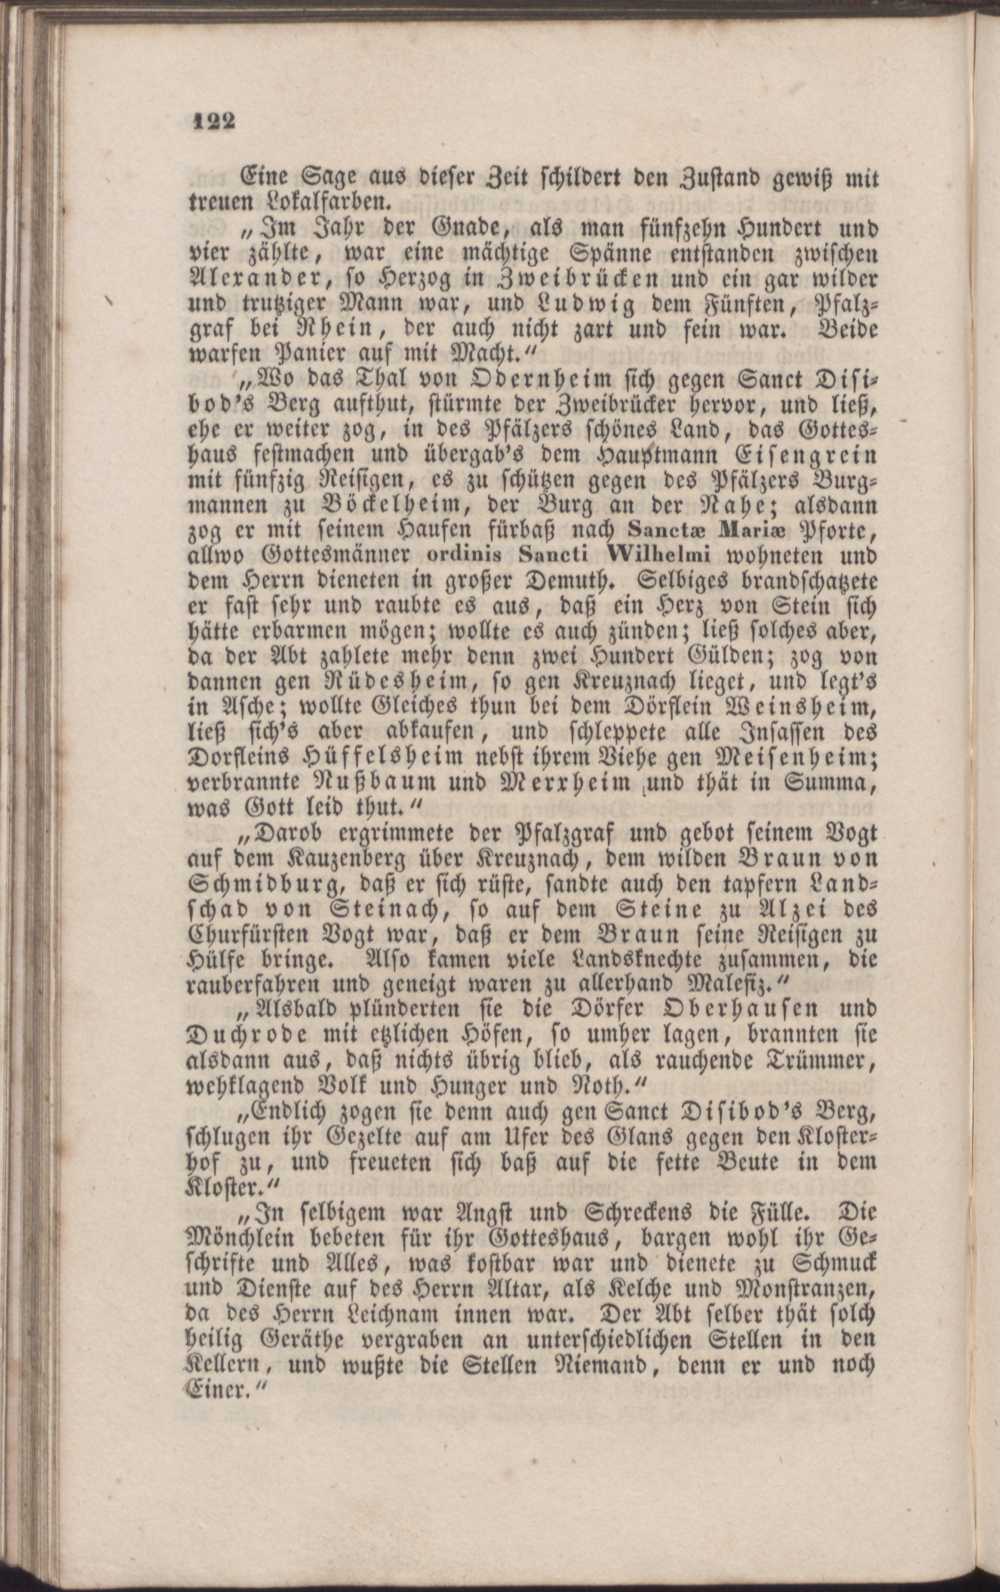 122
Eine Sage aus dieser Zeit schildert den Zustand gewiß mit
treuen Lokalfarben.
„Im Jahr der Gnade, als man fünfzehn Hundert und
vier zählte, war eine mächtige Spänne entstanden zwischen
Alexander, so Herzog in Zweibrücken und ein gar wilder
und trutziger Mann war, und Ludwig dem Fünften, Pfalz-
graf bei Rhein, der auch nicht zart und fein war. Beide
warfen Panier auf mit Macht.“
„Wo das Thal von Odernheim sich gegen Sanct Disi-
bod's Berg aufthut, stürmte der Zweibrücker hervor, und ließ,
ehe er weiter zog, in des Pfälzers schönes Land, das Gottes-
haus festmachen und übergab's dem Hauptmann Eisengrein
mit fünfzig Reisigen, es zu schützen gegen des Pfälzers Burg-
mannen zu Böckelheim, der Burg an der Nahe; alsdann
zog er mit seinem Haufen fürbaß nach Sanctæ Mariæ Pforte,
allwo Gottesmänner ordinis Sancti Wilhelmi wohneten und
dem Herrn dieneten in großer Demuth. Selbiges brandschatzete
er fast sehr und raubte es aus, daß ein Herz von Stein sich
hätte erbarmen mögen; wollte es auch zünden; ließ solches aber,
da der Abt zahlete mehr denn zwei Hundert Gülden; zog von
dannen gen Rüdesheim, so gen Kreuznach lieget, und legt's
in Asche; wollte Gleiches thun bei dem Dörflein Weinsheim,
ließ sich's aber abkaufen, und schleppete alle Insassen des
Dorfleins Hüffelsheim nebst ihrem Viehe gen Meisenheim;
verbrannte Nußbaum und Merxheim und thät in Summa,
was Gott leid thut.“
„Darob ergrimmete der Pfalzgraf und gebot seinem Vogt
auf dem Kauzenberg über Kreuznach, dem wilden Braun von
Schmidburg, daß er sich rüste, sandte auch den tapfern Land-
schad von Steinach, so auf dem Steine zu Alzei des
Churfürsten Vogt war, daß er dem Braun seine Reisigen zu
Hülfe bringe. Also kamen viele Landsknechte zusammen, die
rauberfahren und geneigt waren zu allerhand Malefiz.“
„Alsbald plünderten sie die Dörfer Oberhausen und
Duchrode mit etzlichen Höfen, so umher lagen, brannten sie
alsdann aus, daß nichts übrig blieb, als rauchende Trümmer,
wehklagend Volk und Hunger und Noth.“
„Endlich zogen sie denn auch gen Sanct Disibod's Berg,
schlugen ihr Gezelte auf am Ufer des Glans gegen den Kloster-
hof zu, und freueten sich baß auf die fette Beute in dem
Kloster.“
„In selbigem war Angst und Schreckens die Fülle. Die
Mönchlein bebeten für ihr Gotteshaus, bargen wohl ihr Ge-
schrifte und Alles, was kostbar war und dienete zu Schmuck
und Dienste auf des Herrn Altar, als Kelche und Monstranzen,
da des Herrn Leichnam innen war. Der Abt selber thät solch
heilig Geräthe vergraben an unterschiedlichen Stellen in den
Kellern, und wußte die Stellen Niemand, denn er und noch
Einer.“